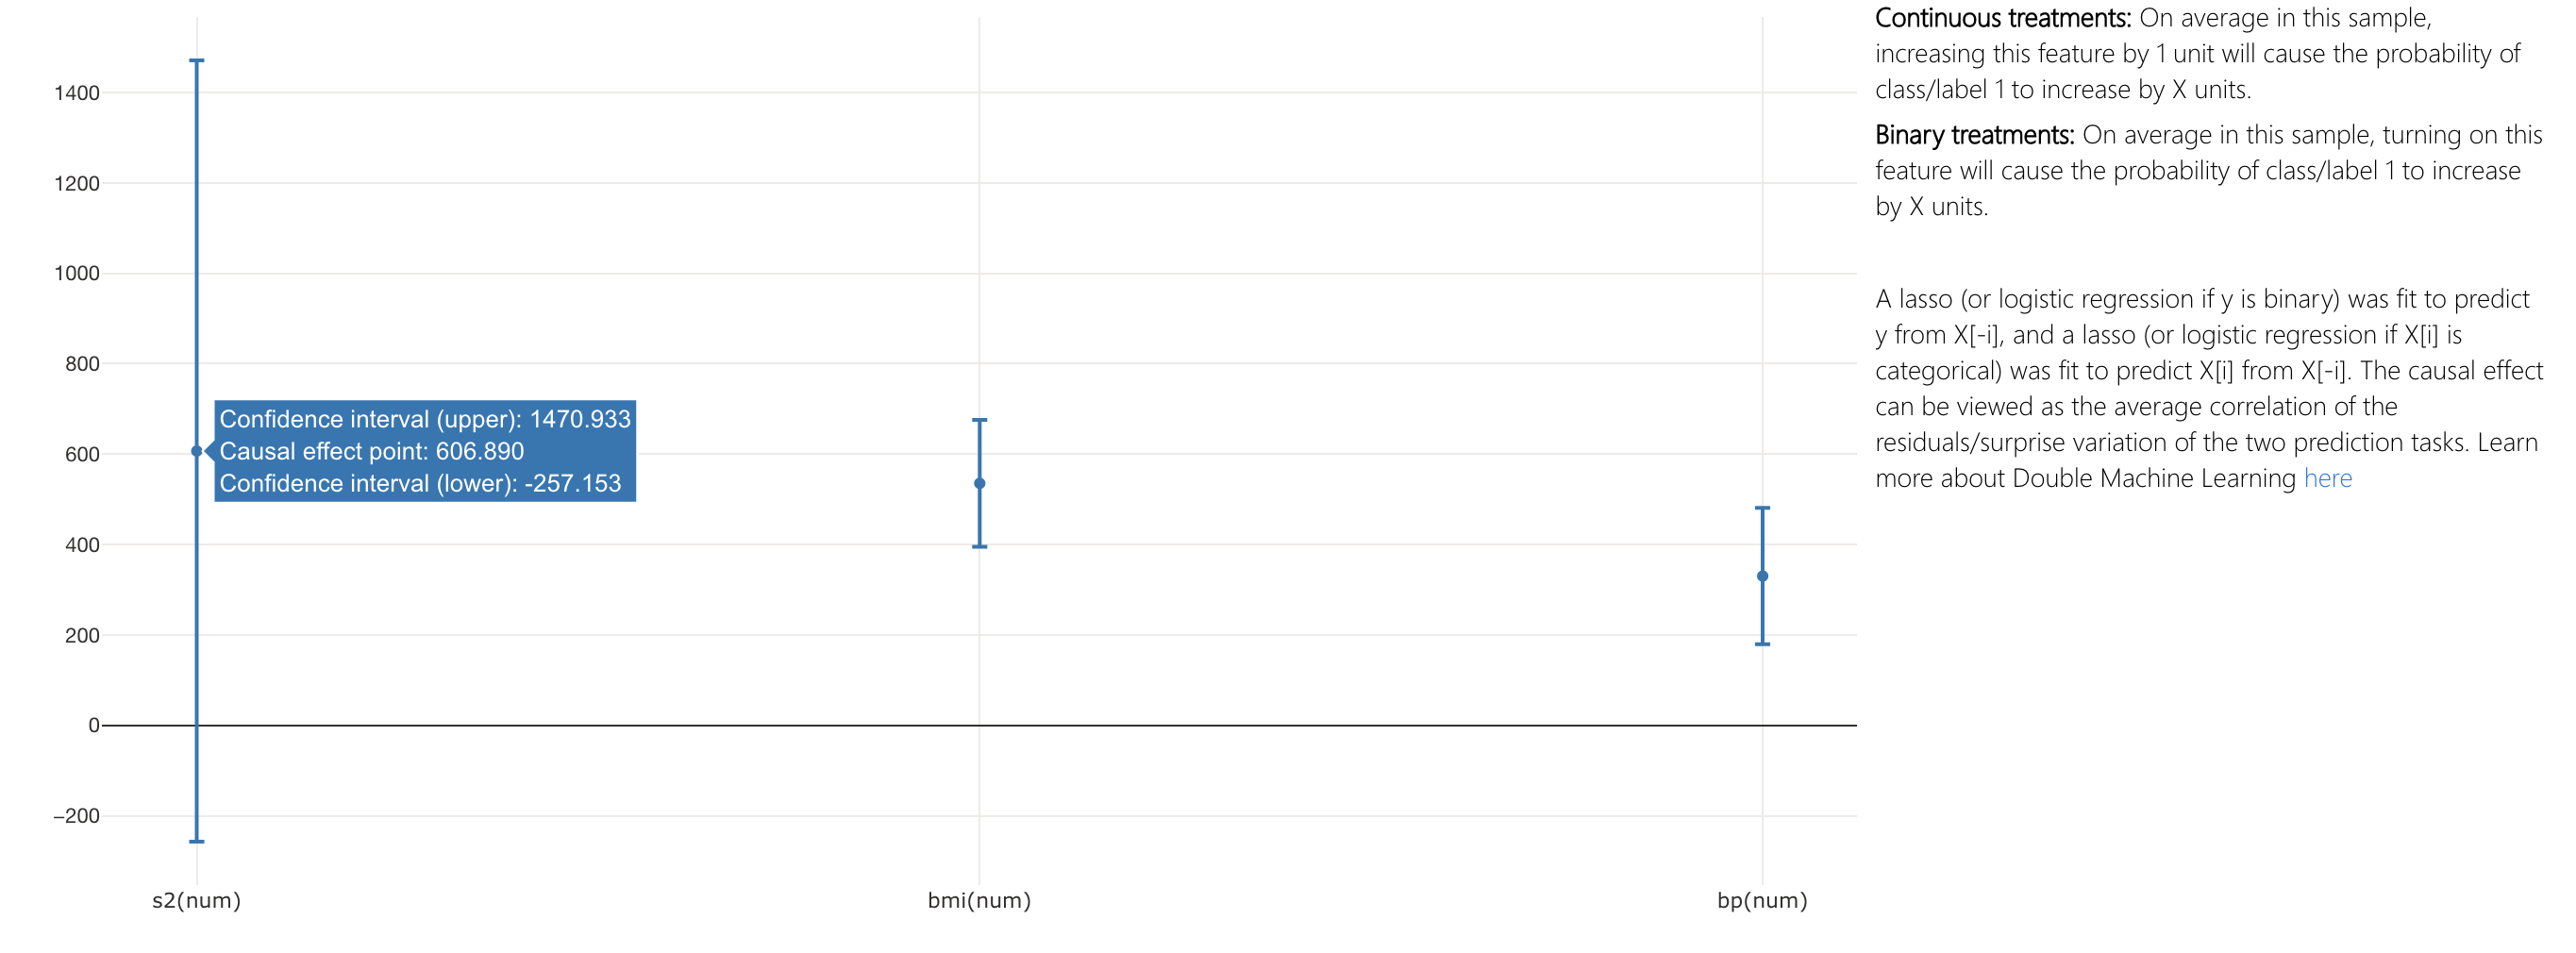 1400
1200
1000
800
600
400
200
0
−200
Confidence interval (upper): 1470.933
Causal effect point: 606.890
Confidence interval (lower): -257.153
s2(num)
bmi(num)
bp(num)
Continuous treatments: On average in this sample,
increasing this feature by 1 unit will cause the probability of
class/label 1 to increase by X units.
Binary treatments: On average in this sample, turning on this
feature will cause the probability of class/label 1 to increase
by X units.
A lasso (or logistic regression if y is binary) was fit to predict
y from X[-i], and a lasso (or logistic regression if X[i] is
categorical) was fit to predict X[i] from X[-i]. The causal effect
can be viewed as the average correlation of the
residuals/surprise variation of the two prediction tasks. Learn
more about Double Machine Learning here